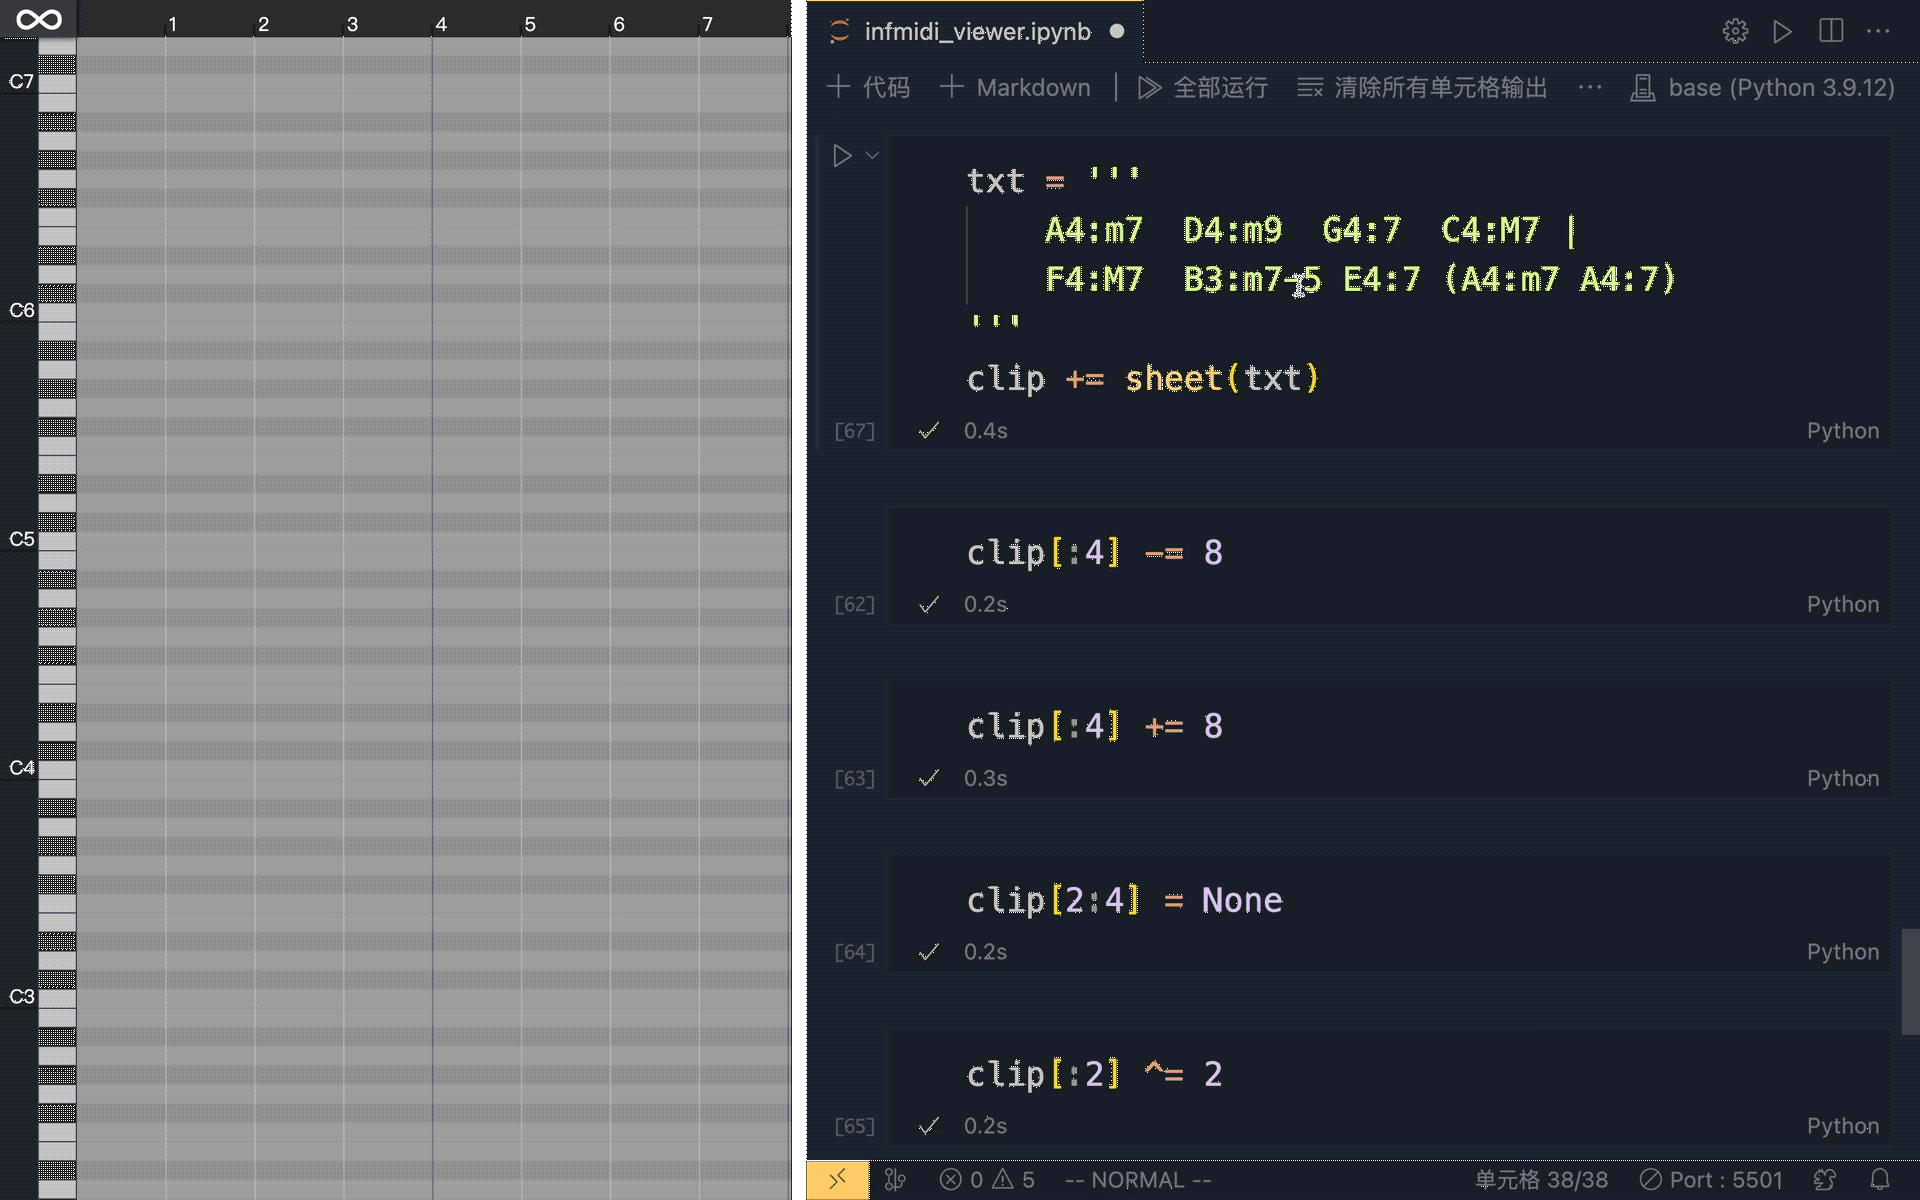 1 2 3 4 5 6 7
C7
C6
C5
C4
C3
infmidi_viewer.ipynb
代码 Markdown 全部运行 清除所有单元格输出 ... base (Python 3.9.12)
txt = '''
A4:m7 D4:m9 G4:7 C4:M7 |
F4:M7 B3:m7-5 E4:7 (A4:m7 A4:7)
'''
clip += sheet(txt)
[67] 0.4s Python
clip[:4] -= 8
[62] 0.2s Python
clip[:4] += 8
[63] 0.3s Python
clip[2:4] = None
[64] 0.2s Python
clip[:2] ^= 2
[65] 0.2s Python
0 5 -- NORMAL -- 单元格 38/38 Port : 5501